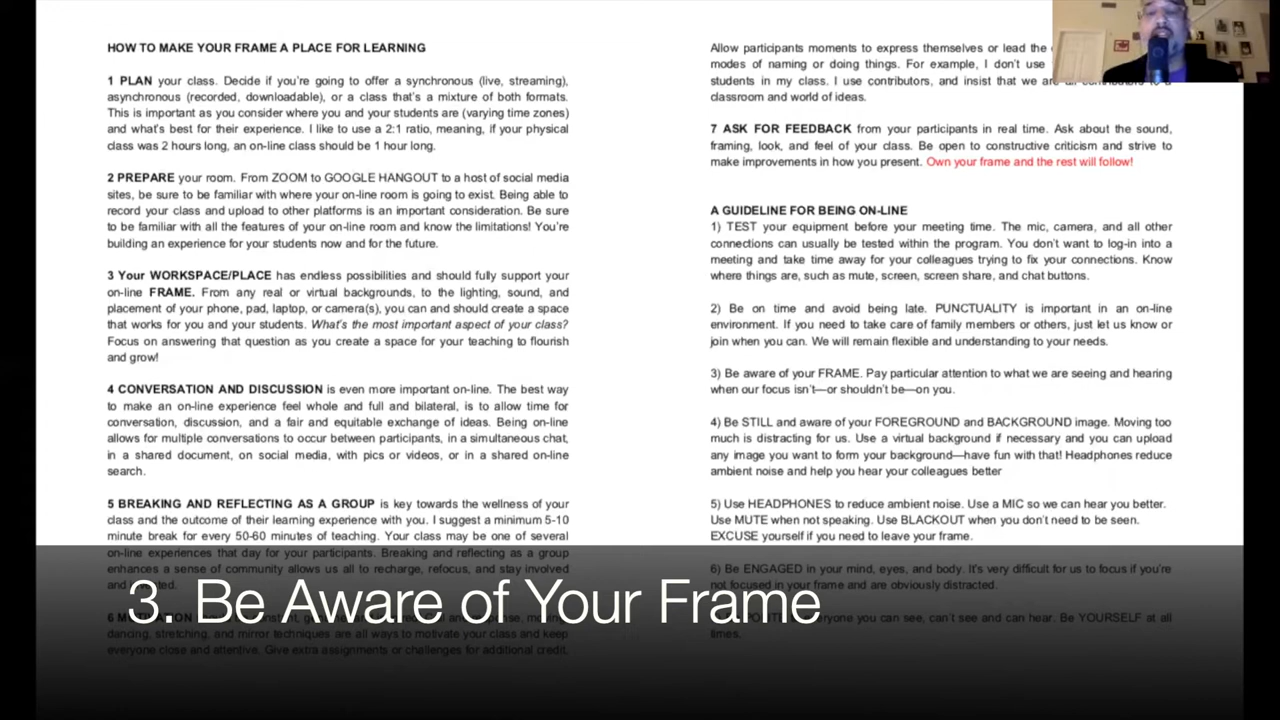 HOW TO MAKE YOUR FRAME A PLACE FOR LEARNING
1 PLAN your class. Decide if you're going to offer a synchronous (live, streaming),
asynchronous (recorded, downloadable), or a class that's a mixture of both formats.
This is important as you consider where you and your students are (varying time zones)
and what's best for their experience. I like to use a 2:1 ratio, meaning, if your physical
class was 2 hours long, an on-line class should be 1 hour long.
2 PREPARE your room. From ZOOM to GOOGLE HANGOUT to a host of social media
sites, be sure to be familiar with where your on-line room is going to exist. Being able to
record your class and upload to other platforms is an important consideration. Be sure
to be familiar with all the features of your on-line room and know the limitations! You're
building an experience for your students now and for the future.
3 Your WORKSPACE/PLACE has endless possibilities and should fully support your
on-line FRAME. From any real or virtual backgrounds, to the lighting, sound, and
placement of your phone, pad, laptop, or camera(s), you can and should create a space
that works for you and your students. What's the most important aspect of your class?
Focus on answering that question as you create a space for your teaching to flourish
and grow!
4 CONVERSATION AND DISCUSSION is even more important on-line. The best way
to make an on-line experience feel whole and full and bilateral, is to allow time for
conversation, discussion, and a fair and equitable exchange of ideas. Being on-line
allows for multiple conversations to occur between participants, in a simultaneous chat,
in a shared document, on social media, with pics or videos, or in a shared on-line
search.
5 BREAKING AND REFLECTING AS A GROUP is key towards the wellness of your
class and the outcome of their learning experience with you. I suggest a minimum 5-10
minute break for every 50-60 minutes of teaching. Your class may be one of several
on-line experiences that day for your participants. Breaking and reflecting as a group
enhances a sense of community allows us all to recharge, refocus, and stay involved
and
6
dancing, stretching, and mirror techniques are all ways to motivate your class and keep
everyone close and attentive. Give extra assignments or challenges for additional credit.
Allow participants moments to express themselves or lead the
modes of naming or doing things. For example, I don't use
students in my class. I use contributors, and insist that we are
classroom and world of ideas.
7 ASK FOR FEEDBACK from your participants in real time. Ask about the sound,
framing, look, and feel of your class. Be open to constructive criticism and strive to
make improvements in how you present. Own your frame and the rest will follow!
A GUIDELINE FOR BEING ON-LINE
1) TEST your equipment before your meeting time. The mic, camera, and all other
connections can usually be tested within the program. You don't want to log-in into a
meeting and take time away for your colleagues trying to fix your connections. Know
where things are, such as mute, screen, screen share, and chat buttons.
2) Be on time and avoid being late. PUNCTUALITY is important in an on-line
environment. If you need to take care of family members or others, just let us know or
join when you can. We will remain flexible and understanding to your needs.
3) Be aware of your FRAME. Pay particular attention to what we are seeing and hearing
when our focus isn't—or shouldn't be—on you.
4) Be STILL and aware of your FOREGROUND and BACKGROUND image. Moving too
much is distracting for us. Use a virtual background if necessary and you can upload
any image you want to form your background—have fun with that! Headphones reduce
ambient noise and help you hear your colleagues better
5) Use HEADPHONES to reduce ambient noise. Use a MIC so we can hear you better.
Use MUTE when not speaking. Use BLACKOUT when you don't need to be seen.
EXCUSE yourself if you need to leave your frame.
6) Be ENGAGED in your mind, eyes, and body. It's very difficult for us to focus if you're
not focused in your frame and are obviously distracted.
everyone you can see, can't see and can hear. Be YOURSELF at all
times.
3. Be Aware of Your Frame